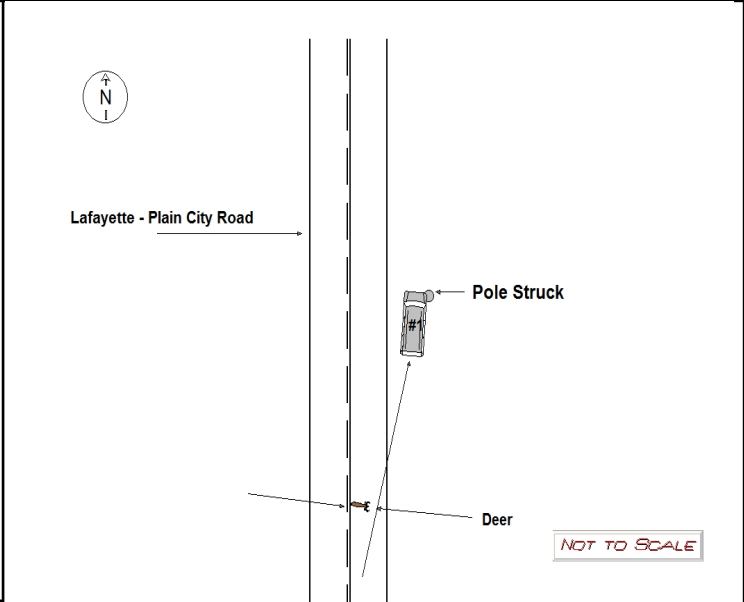 N
Lafayette - Plain City Road
Pole Struck
#1
Deer
NOT TO SCALE